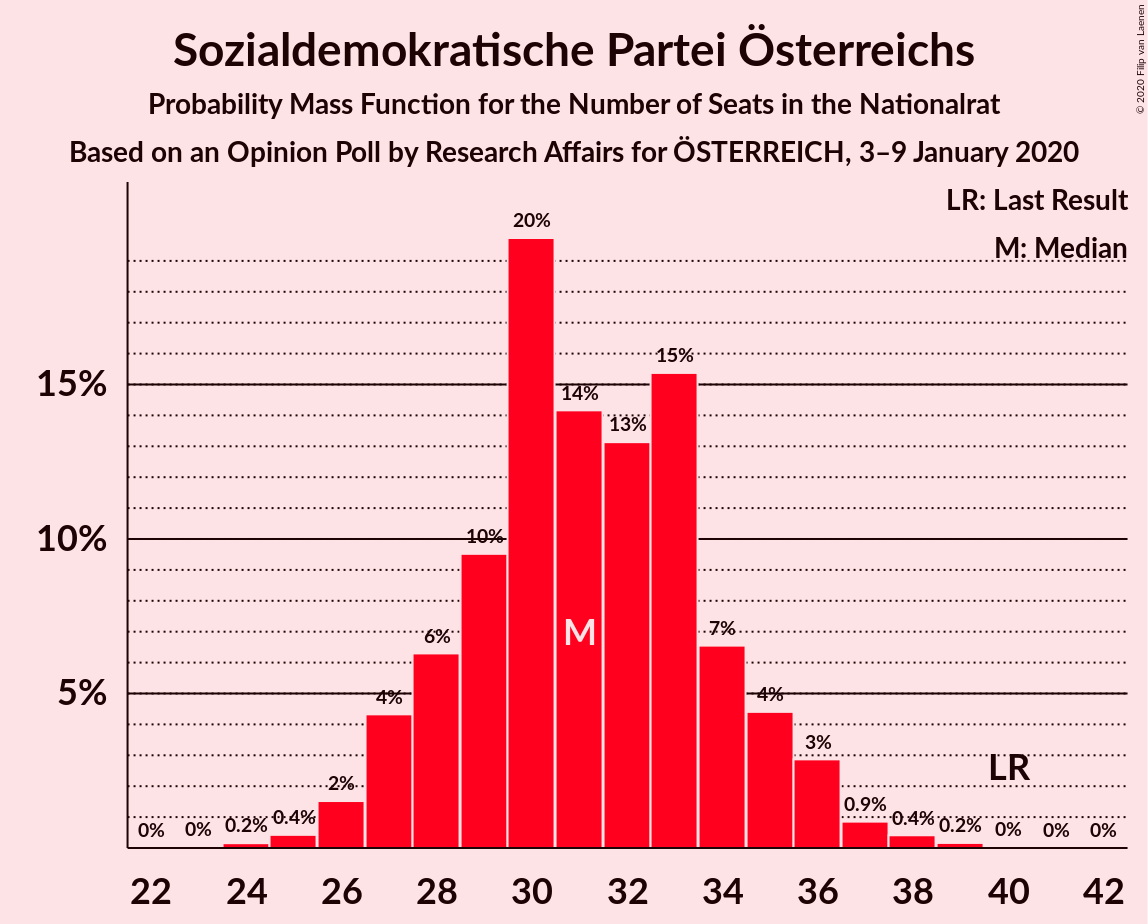 Sozialdemokratische Partei Österreichs
Probability Mass Function for the Number of Seats in the Nationalrat
Based on an Opinion Poll by Research Affairs for ÖSTERREICH, 3–9 January 2020
© 2020 Filip van Laenen
LR: Last Result
M: Median
20%
15%
15%
14%
13%
10%
10%
7%
M
6%
5%
4%
4%
3%
LR
2%
0.9%
0% 0% 0.2% 0.4% 0.4% 0.2% 0% 0% 0%
22 24 26 28 30 32 34 36 38 40 42